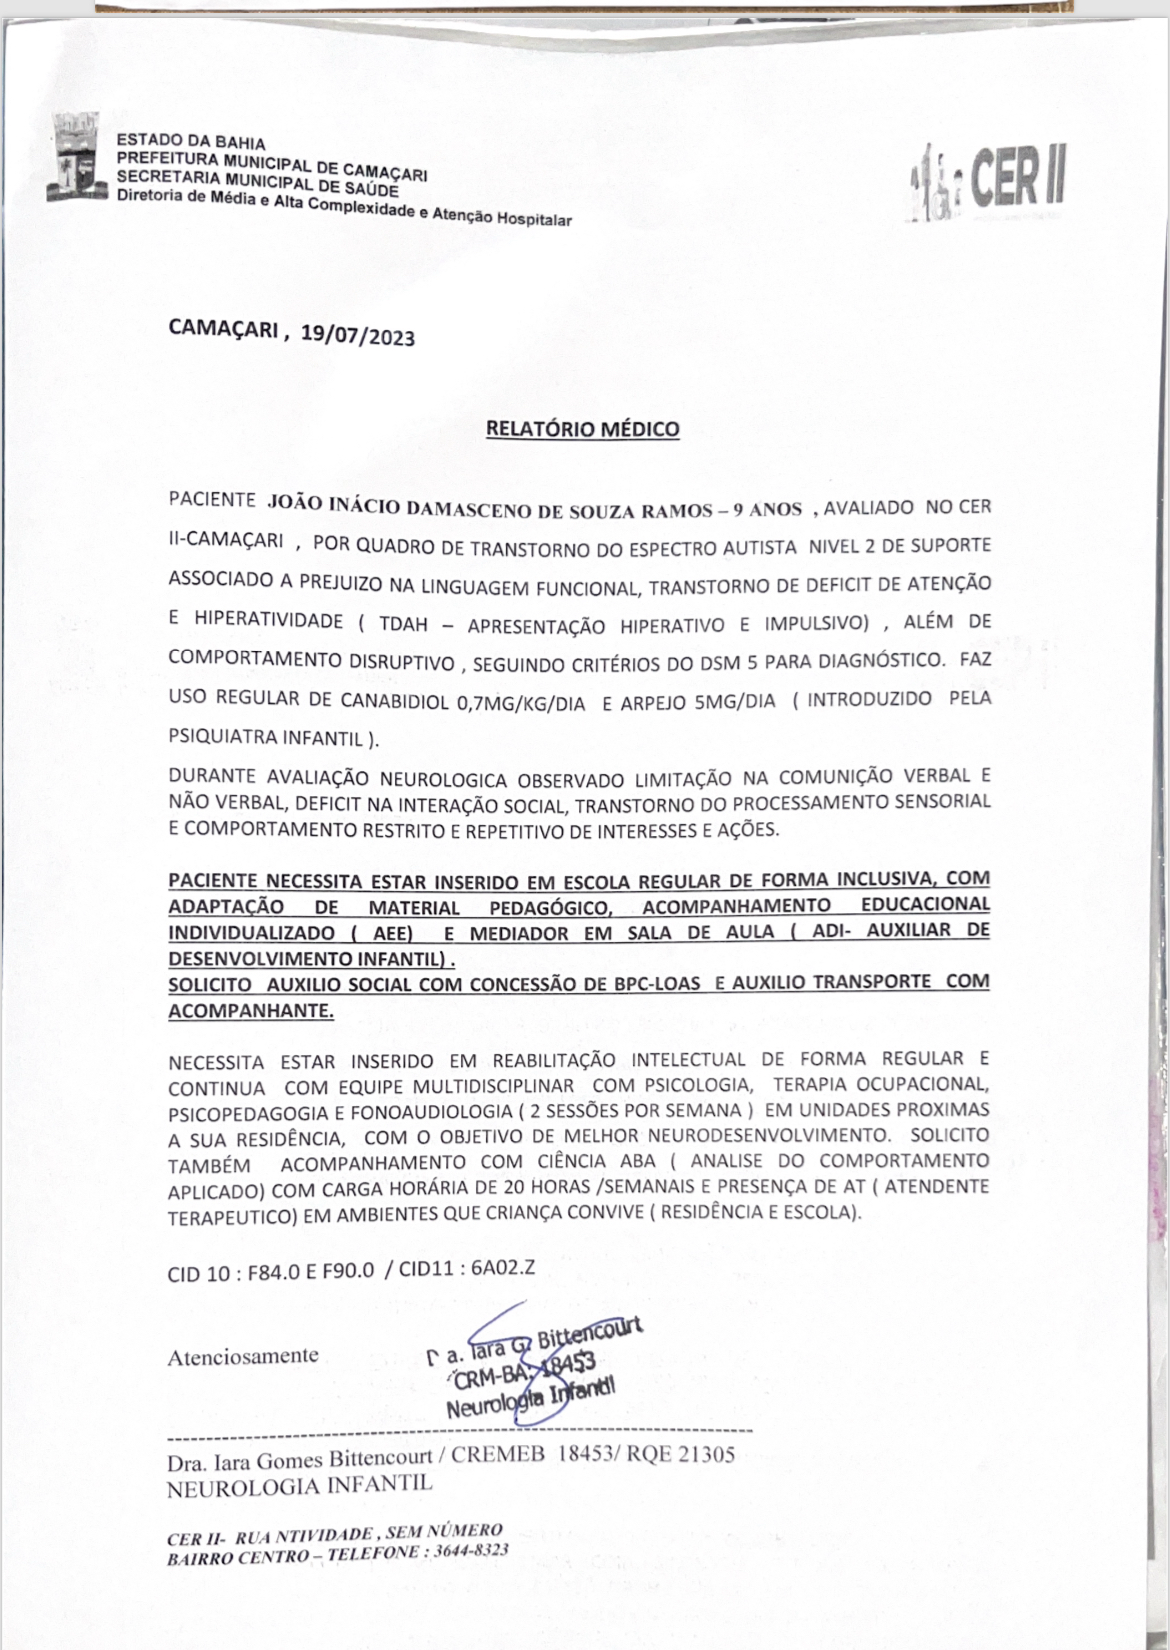 ESTADO DA BAHIA
PREFEITURA MUNICIPAL DE CAMAÇARI
SECRETARIA MUNICIPAL DE SAÚDE
Diretoria de Média e Alta Complexidade e Atenção Hospitalar
CER II
CAMAÇARI , 19/07/2023
RELATÓRIO MÉDICO
PACIENTE JOÃO INÁCIO DAMASCENO DE SOUZA RAMOS – 9 ANOS , AVALIADO NO CER
II-CAMAÇARI , POR QUADRO DE TRANSTORNO DO ESPECTRO AUTISTA NIVEL 2 DE SUPORTE
ASSOCIADO A PREJUIZO NA LINGUAGEM FUNCIONAL, TRANSTORNO DE DEFICIT DE ATENÇÃO
E HIPERATIVIDADE ( TDAH – APRESENTAÇÃO HIPERATIVO E IMPULSIVO) , ALÉM DE
COMPORTAMENTO DISRUPTIVO , SEGUINDO CRITÉRIOS DO DSM 5 PARA DIAGNÓSTICO. FAZ
USO REGULAR DE CANABIDIOL 0,7MG/KG/DIA E ARPEJO 5MG/DIA ( INTRODUZIDO PELA
PSIQUIATRA INFANTIL ).
DURANTE AVALIAÇÃO NEUROLOGICA OBSERVADO LIMITAÇÃO NA COMUNIÇÃO VERBAL E
NÃO VERBAL, DEFICIT NA INTERAÇÃO SOCIAL, TRANSTORNO DO PROCESSAMENTO SENSORIAL
E COMPORTAMENTO RESTRITO E REPETITIVO DE INTERESSES E AÇÕES.
PACIENTE NECESSITA ESTAR INSERIDO EM ESCOLA REGULAR DE FORMA INCLUSIVA, COM
ADAPTAÇÃO DE MATERIAL PEDAGÓGICO, ACOMPANHAMENTO EDUCACIONAL
INDIVIDUALIZADO ( AEE) E MEDIADOR EM SALA DE AULA ( ADI- AUXILIAR DE
DESENVOLVIMENTO INFANTIL) .
SOLICITO AUXILIO SOCIAL COM CONCESSÃO DE BPC-LOAS E AUXILIO TRANSPORTE COM
ACOMPANHANTE.
NECESSITA ESTAR INSERIDO EM REABILITAÇÃO INTELECTUAL DE FORMA REGULAR E
CONTINUA COM EQUIPE MULTIDISCIPLINAR COM PSICOLOGIA, TERAPIA OCUPACIONAL,
PSICOPEDAGOGIA E FONOAUDIOLOGIA ( 2 SESSÕES POR SEMANA ) EM UNIDADES PROXIMAS
A SUA RESIDÊNCIA, COM O OBJETIVO DE MELHOR NEURODESENVOLVIMENTO. SOLICITO
TAMBÉM ACOMPANHAMENTO COM CIÊNCIA ABA ( ANALISE DO COMPORTAMENTO
APLICADO) COM CARGA HORÁRIA DE 20 HORAS /SEMANAIS E PRESENÇA DE AT ( ATENDENTE
TERAPEUTICO) EM AMBIENTES QUE CRIANÇA CONVIVE ( RESIDÊNCIA E ESCOLA).
CID 10 : F84.0 E F90.0 / CID11 : 6A02.Z
Atenciosamente
a. Iara G. Bittencourt
CRM-BA: 18453
Neurologia Infantil
Dra. Iara Gomes Bittencourt / CREMEB 18453/ RQE 21305
NEUROLOGIA INFANTIL
CER II- RUA NTIVIDADE , SEM NÚMERO
BAIRRO CENTRO – TELEFONE : 3644-8323